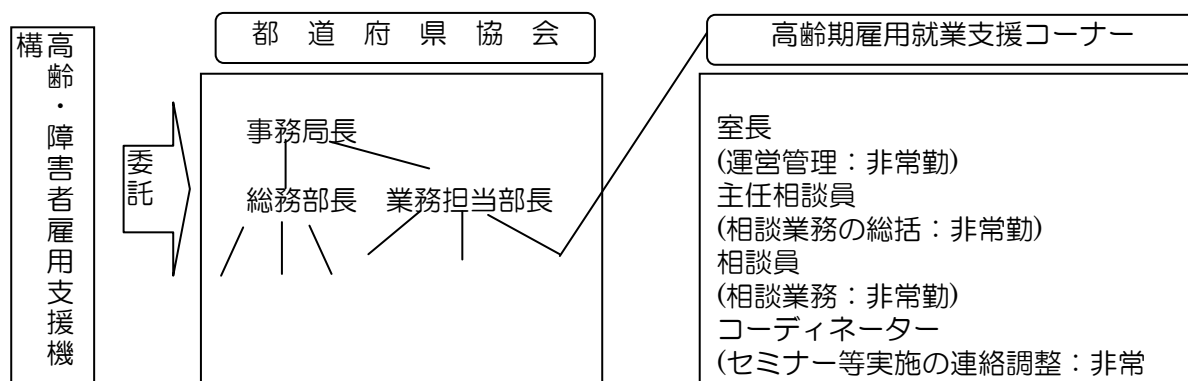 高齢・障害者雇用支援機
構
委託
都道府県協会
事務局長
総務部長　業務担当部長
高齢期雇用就業支援コーナー
室長
(運営管理：非常勤)
主任相談員
(相談業務の総括：非常勤)
相談員
(相談業務：非常勤)
コーディネーター
(セミナー等実施の連絡調整：非常